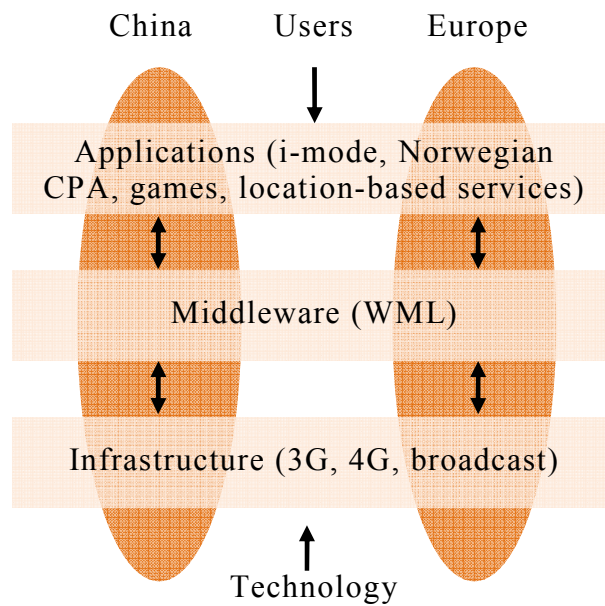 China Users Europe
Applications (i-mode, Norwegian
CPA, games, location-based services)
Middleware (WML)
Infrastructure (3G, 4G, broadcast)
Technology